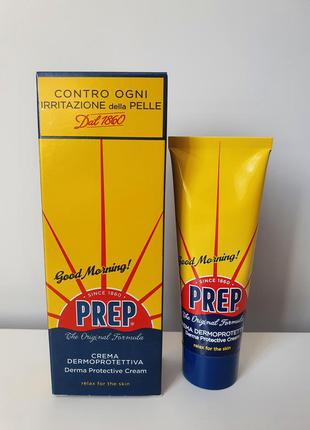 CONTRO OGNI
IRRITAZIONE della PELLE
Dal 1860
Good Morning!
SINCE 1860
PREP
The Original Formula
CREMA
DERMOPROTETTIVA
Derma Protective Cream
relax for the skin
Good Morning!
SINCE 1860
PREP
The Original Formula
CREMA DERMOPROTETTIVA
Derma Protective Cream
relax for the skin